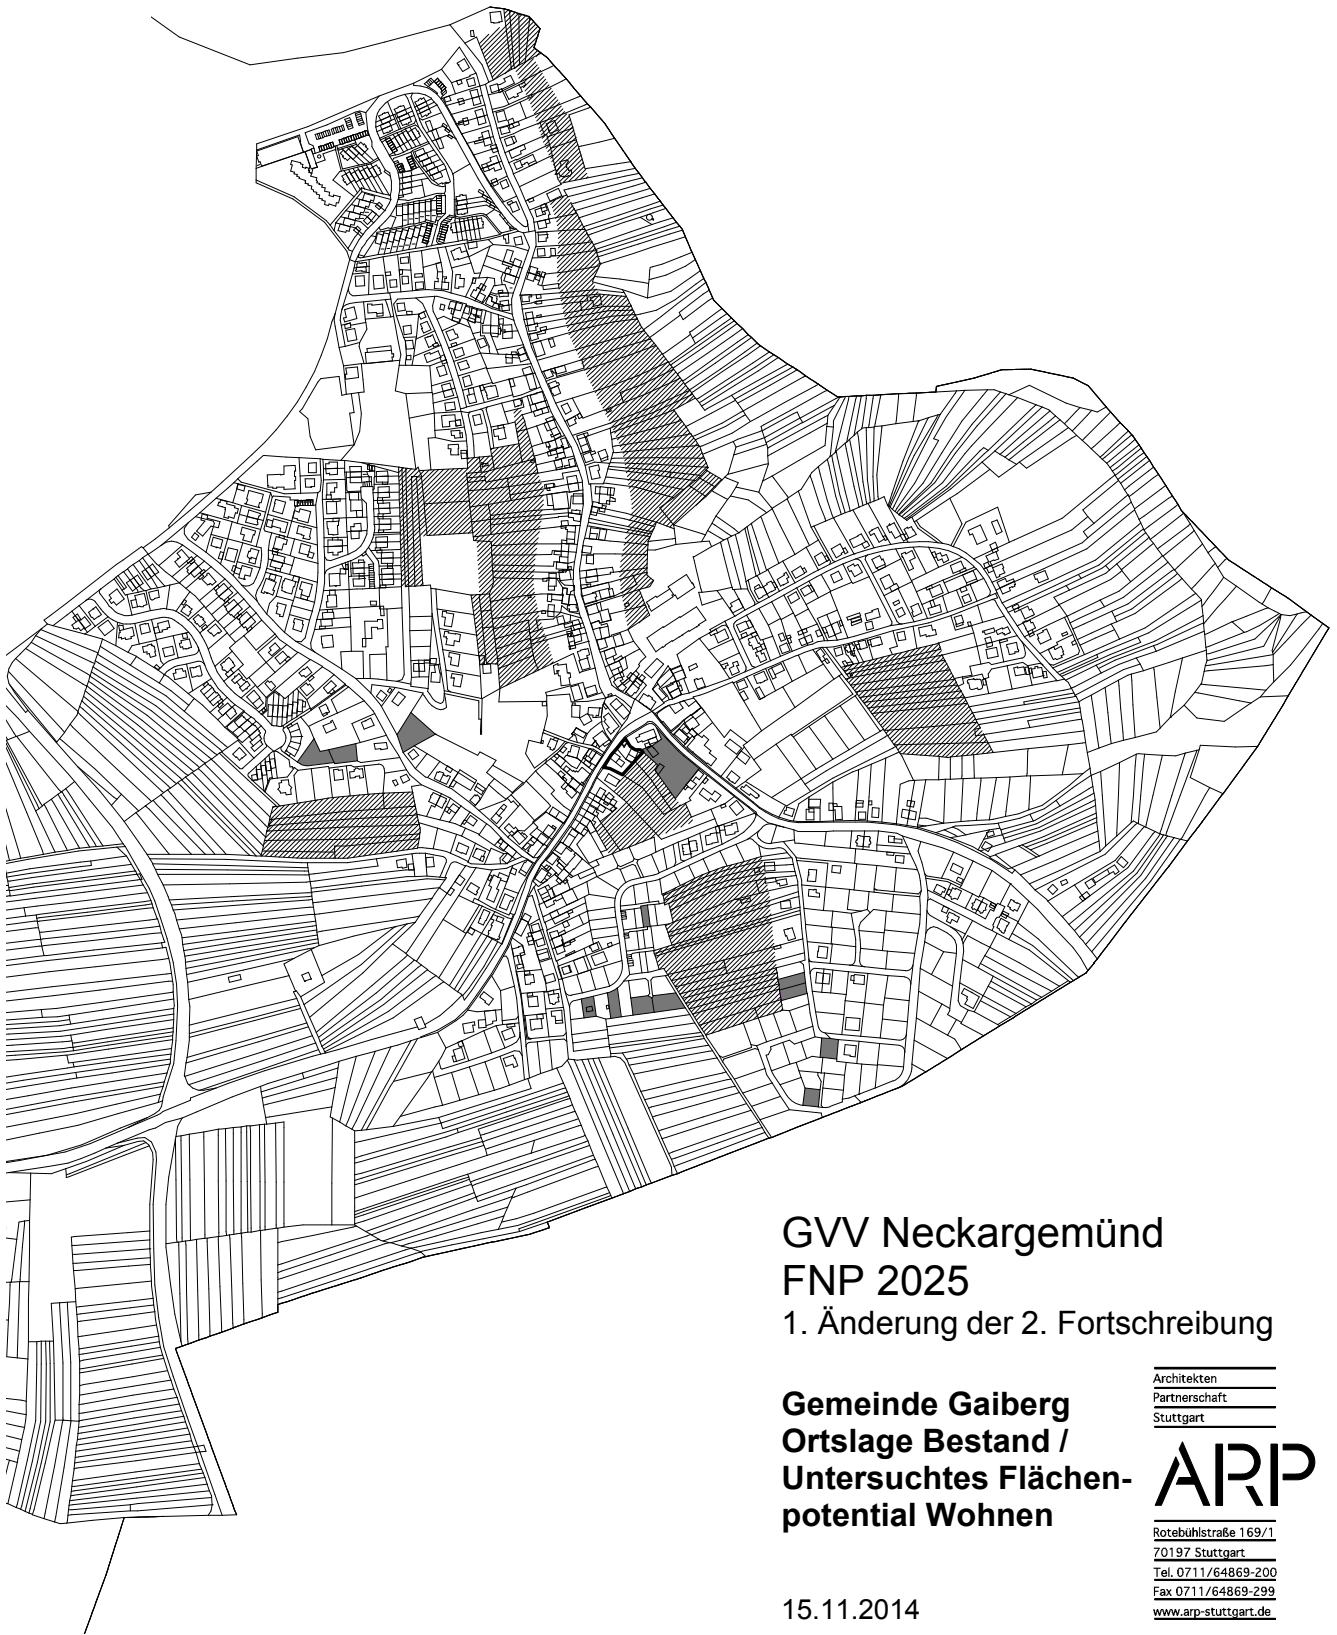 GVV Neckargemünd
FNP 2025
1. Änderung der 2. Fortschreibung
Gemeinde Gaiberg
Ortslage Bestand /
Untersuchtes Flächen-
potential Wohnen
15.11.2014
Architekten
Partnerschaft
Stuttgart
ARP
Rotebühlstraße 169/1
70197 Stuttgart
Tel. 0711/64869-200
Fax 0711/64869-299
www.arp-stuttgart.de